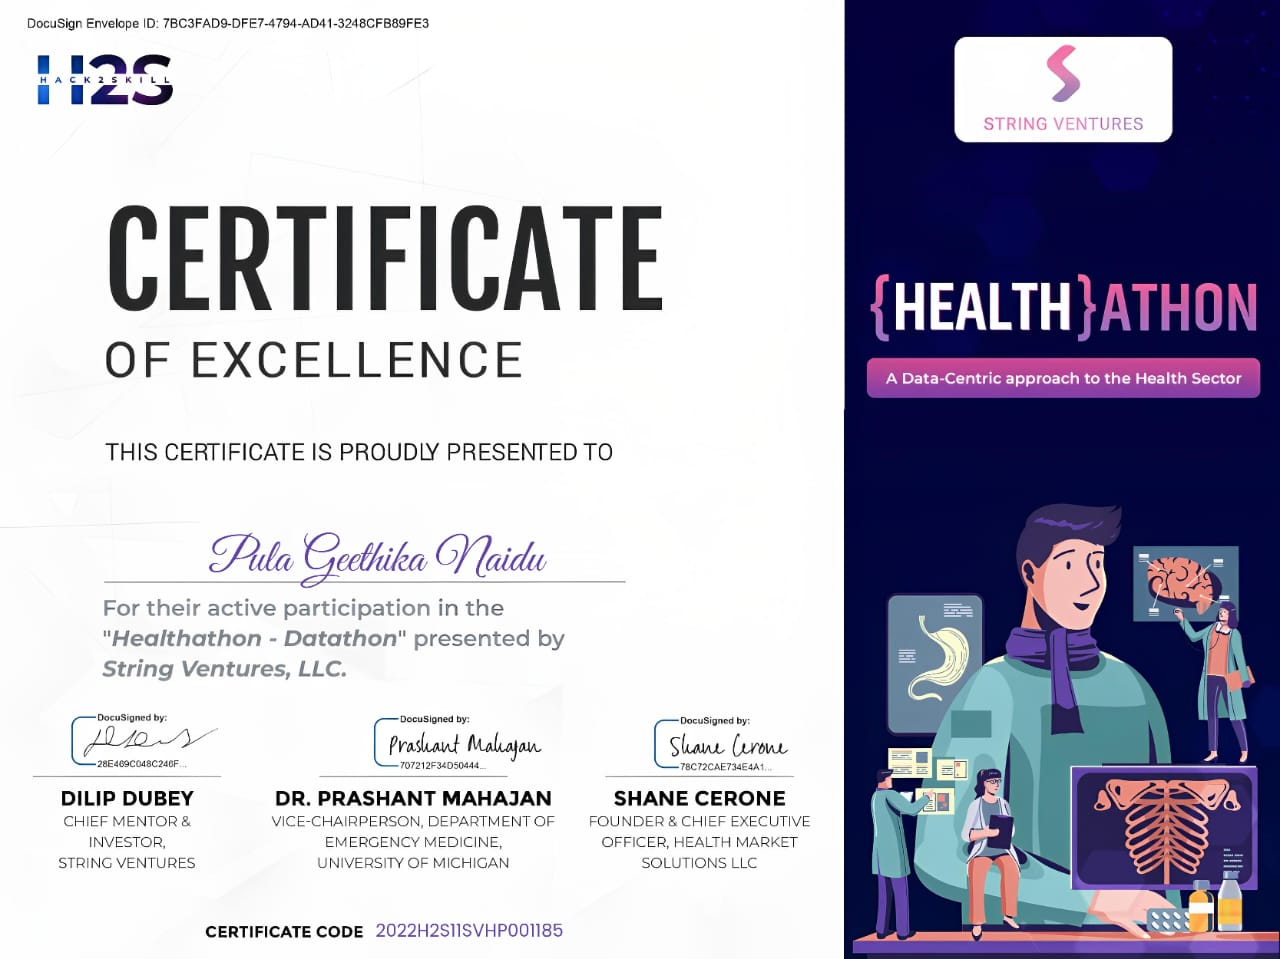 DocuSign Envelope ID: 7BC3FAD9-DFE7-4794-AD41-3248CFB89FE3
H2S
HACK2SKILL
CERTIFICATE
OF EXCELLENCE
THIS CERTIFICATE IS PROUDLY PRESENTED TO
Pula Geethika Naidu
For their active participation in the
"Healthathon - Datathon" presented by
String Ventures, LLC.
DocuSigned by:
28E469C048C246F...
DILIP DUBEY
CHIEF MENTOR &
INVESTOR,
STRING VENTURES
DocuSigned by:
Prashant Mahajan
707212F34D50444...
DR. PRASHANT MAHAJAN
VICE-CHAIRPERSON, DEPARTMENT OF
EMERGENCY MEDICINE,
UNIVERSITY OF MICHIGAN
DocuSigned by:
Shane Cerone
78C72CAE734E4A1...
SHANE CERONE
FOUNDER & CHIEF EXECUTIVE
OFFICER, HEALTH MARKET
SOLUTIONS LLC
CERTIFICATE CODE 2022H2S11SVHP001185
STRING VENTURES
{HEALTH}ATHON
A Data-Centric approach to the Health Sector